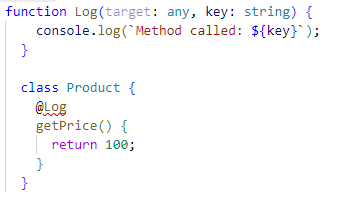 function Log(target: any, key: string) {
    console.log(`Method called: ${key}`);
  }

  class Product {
    @Log
    getPrice() {
      return 100;
    }
  }